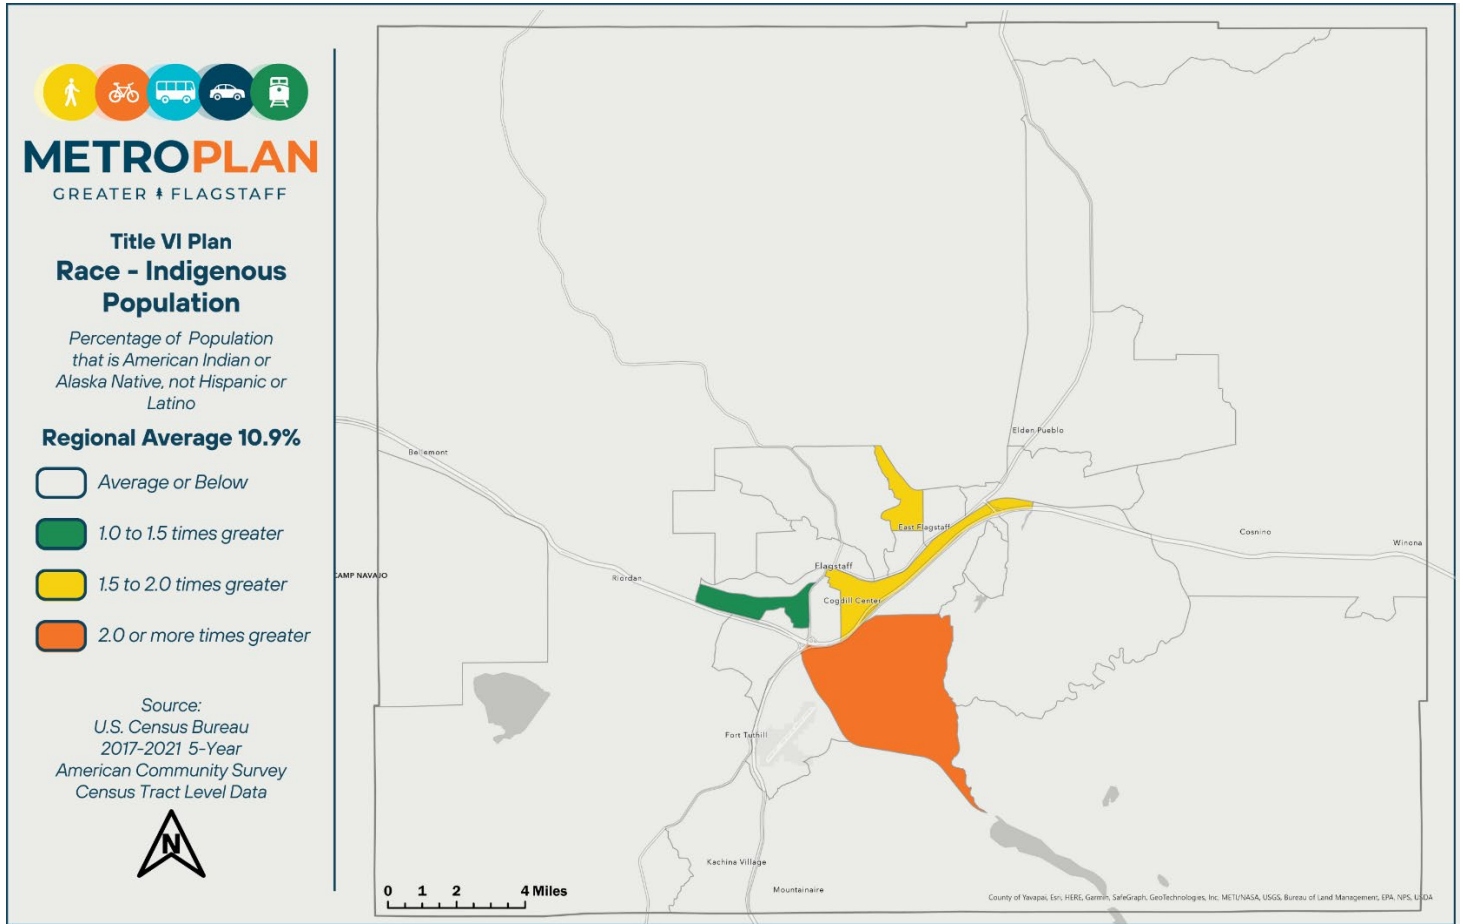 METROPLAN
GREATER FLAGSTAFF
Title VI Plan
Race - Indigenous
Population
Percentage of Population
that is American Indian or
Alaska Native, not Hispanic or
Latino
Regional Average 10.9%
Average or Below
1.0 to 1.5 times greater
1.5 to 2.0 times greater
2.0 or more times greater
Source:
U.S. Census Bureau
2017-2021 5-Year
American Community Survey
Census Tract Level Data
N
Elden Pueblo
Bellemont
East Flagstaff
Cosnino
Winona
Flagstaff
CAMP NAVAJO
Riordan
Cogdill Center
Fort Tuthill
Kachina Village
Mountainaire
0 1 2 4 Miles
County of Yavapai, Esri, HERE, Garmin, SafeGraph, GeoTechnologies, Inc, METI/NASA, USGS, Bureau of Land Management, EPA, NPS, USDA